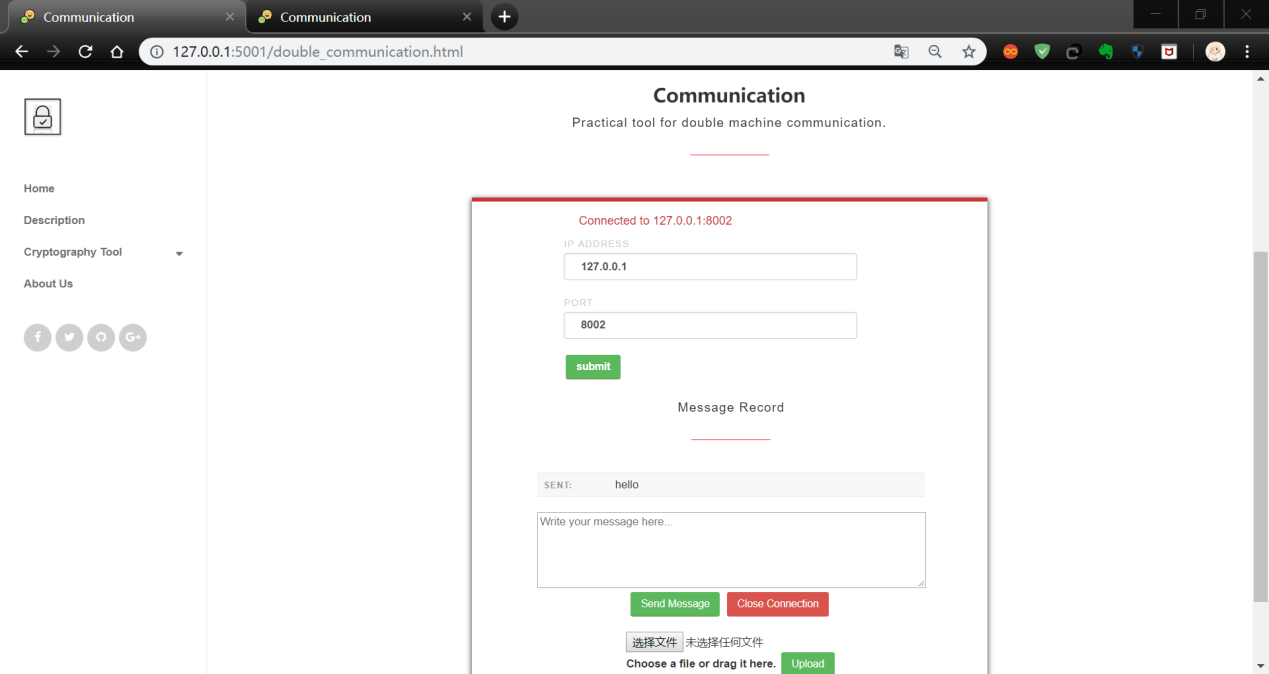 Communication
Communication
127.0.0.1:5001/double_communication.html
Communication
Practical tool for double machine communication.
Home
Description
Cryptography Tool
About Us
Connected to 127.0.0.1:8002
IP ADDRESS
127.0.0.1
PORT
8002
submit
Message Record
SENT: hello
Write your message here...
Send Message Close Connection
选择文件 未选择任何文件
Choose a file or drag it here. Upload